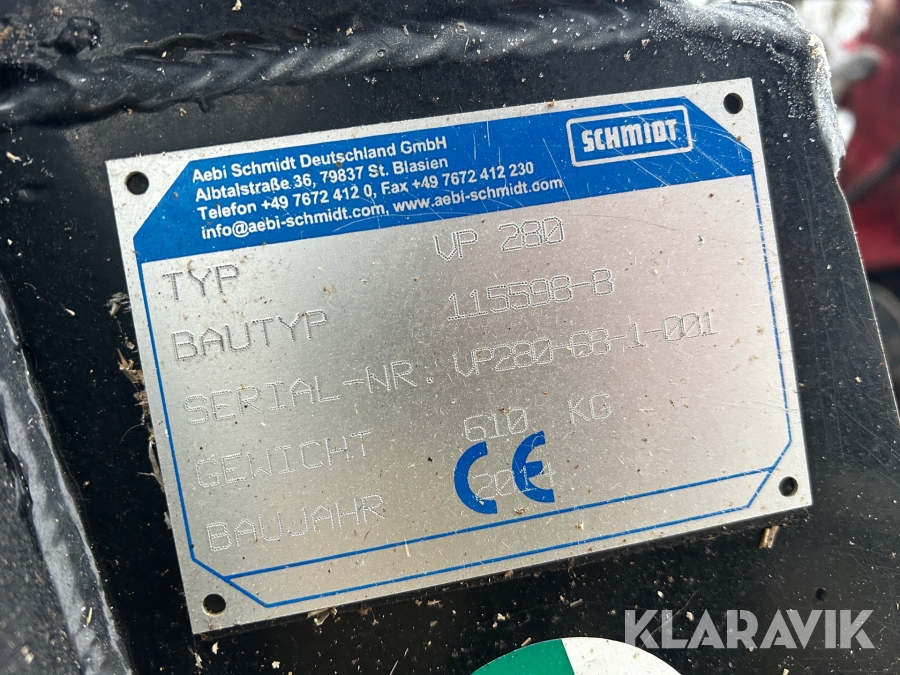 Aebi Schmidt Deutschland GmbH
Albtalstraße 36, 79837 St. Blasien
Telefon +49 7672 412 0, Fax +49 7672 412 230
info@aebi-schmidt.com, www.aebi-schmidt.com
SCHMIDT
TYP VP 280
BAUTYP 115598-8
SERIAL-NR: VP280-68-1-001
GEWICHT 610 KG
BAUJAHR 2014
CE
KLARAVIK